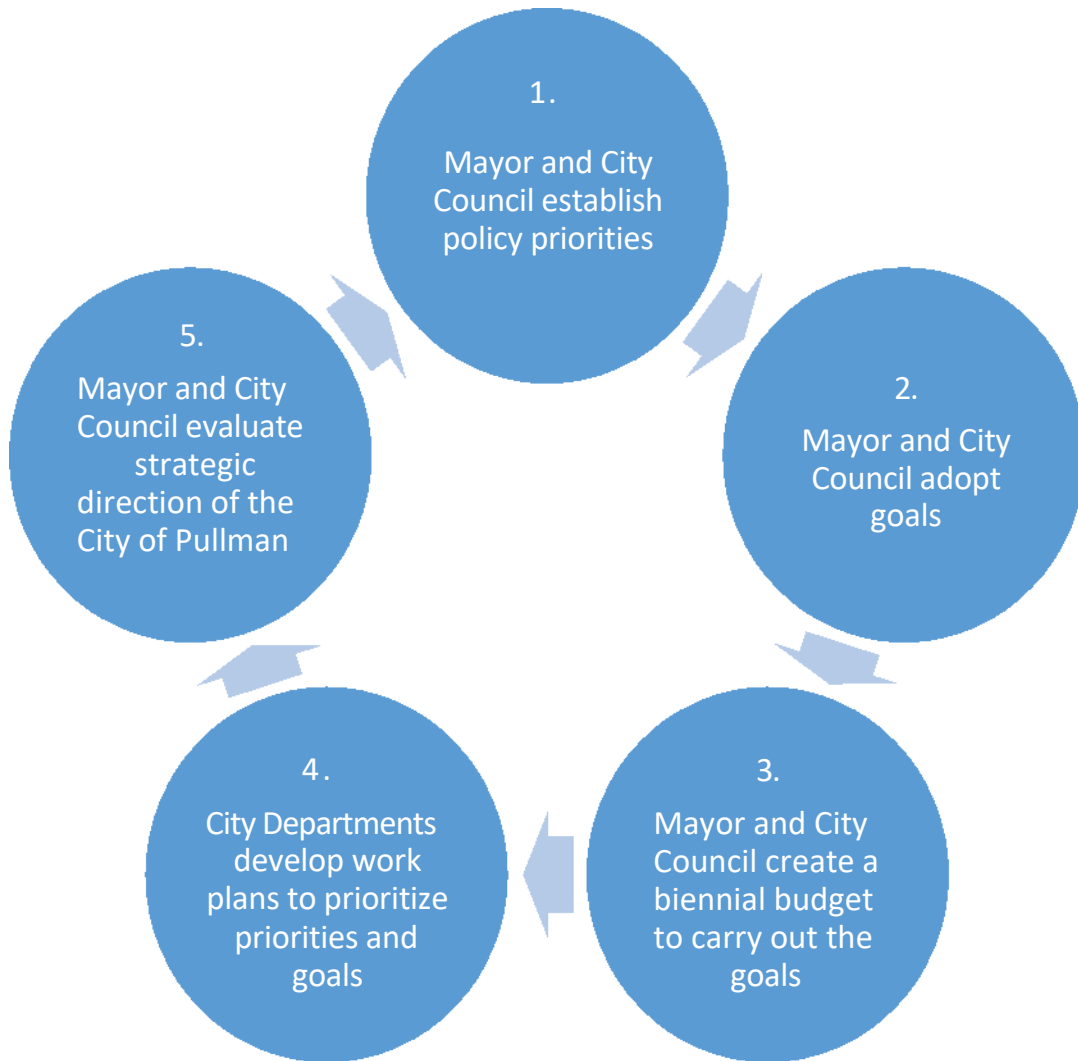 1.
Mayor and City
Council establish
policy priorities
2.
Mayor and City
Council adopt
goals
3.
Mayor and City
Council create a
biennial budget
to carry out the
goals
4.
City Departments
develop work
plans to prioritize
priorities and
goals
5.
Mayor and City
Council evaluate
strategic
direction of the
City of Pullman